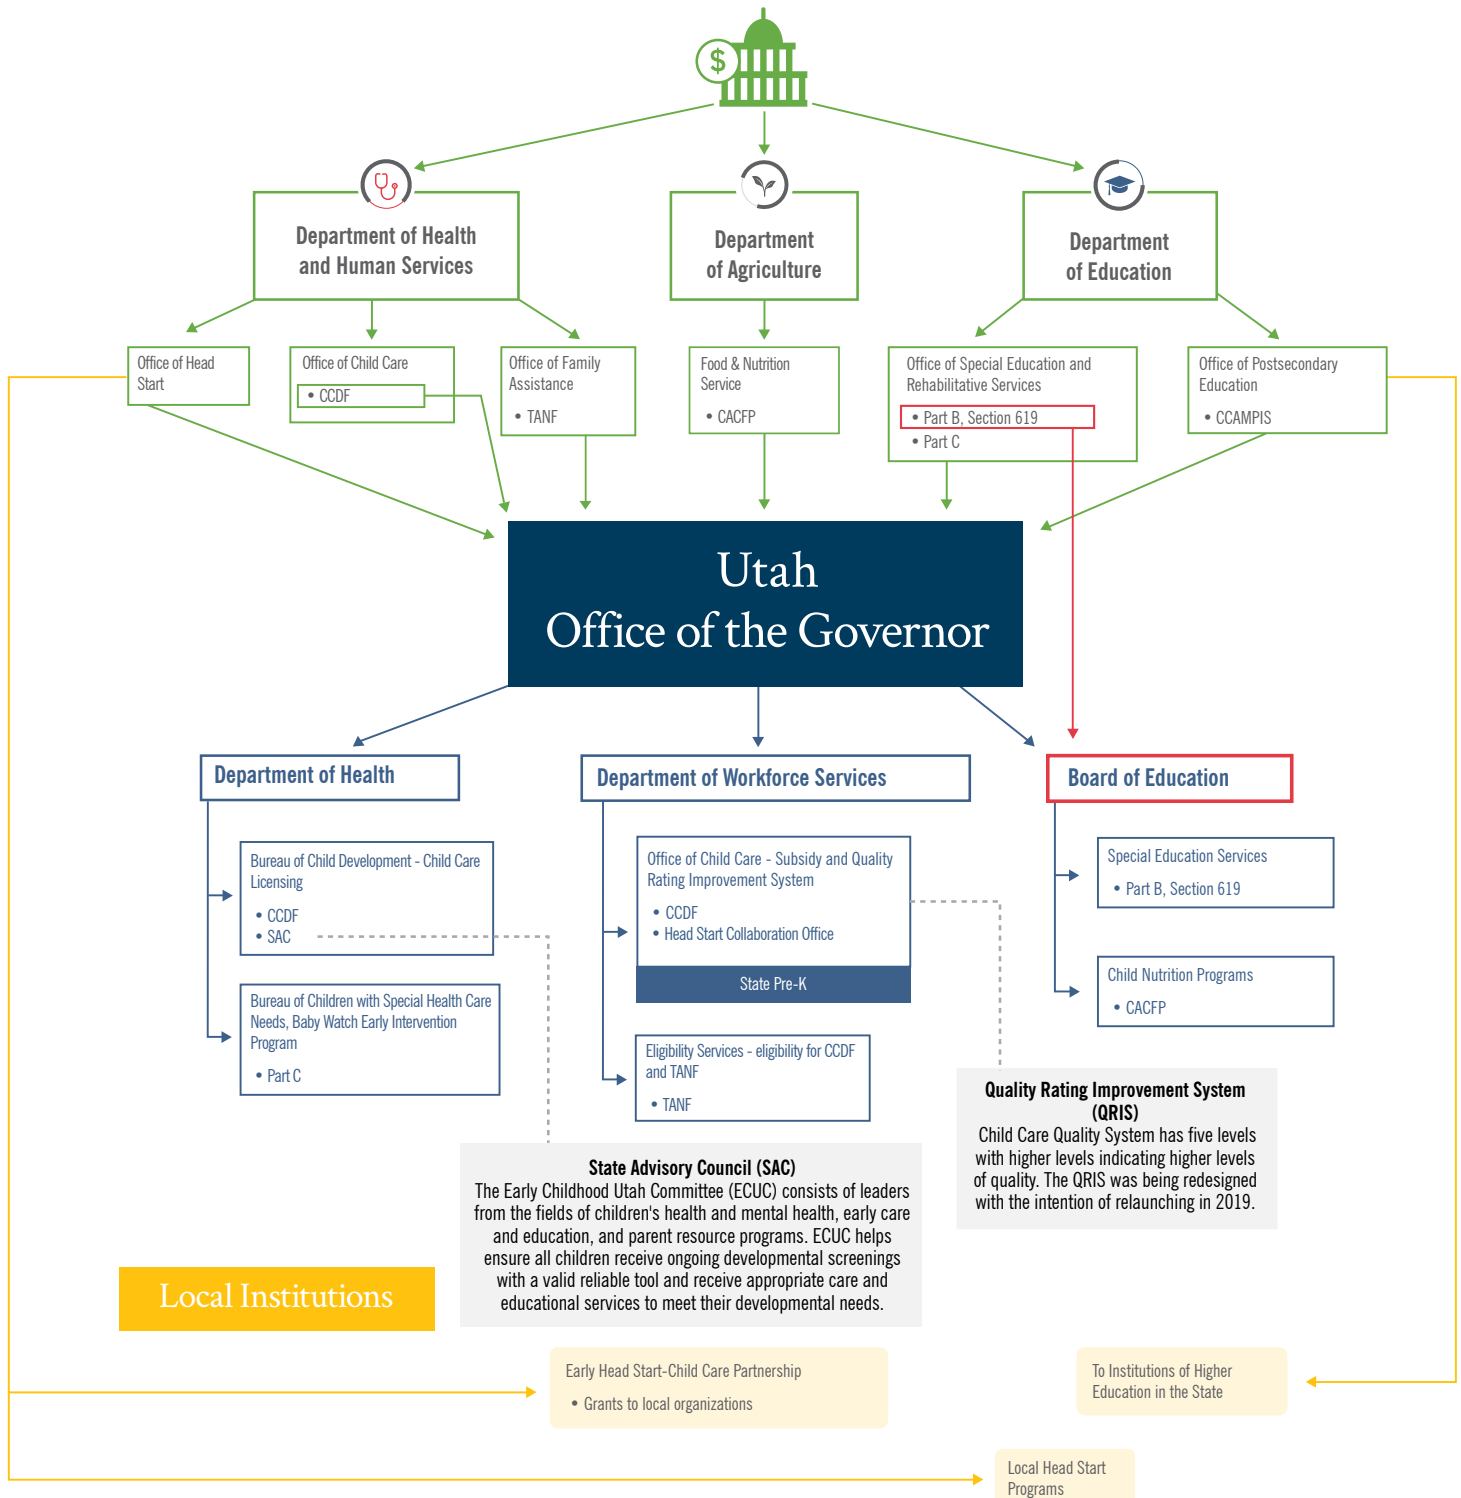 $
Department of Health
and Human Services
Department
of Agriculture
Department
of Education
Office of Head
Start
Office of Child Care
• CCDF
Office of Family
Assistance
• TANF
Food & Nutrition
Service
• CACFP
Office of Special Education and
Rehabilitative Services
• Part B, Section 619
• Part C
Office of Postsecondary
Education
• CCAMPIS
Utah
Office of the Governor
Department of Health
Bureau of Child Development - Child Care
Licensing
• CCDF
• SAC
Bureau of Children with Special Health Care
Needs, Baby Watch Early Intervention
Program
• Part C
Department of Workforce Services
Office of Child Care - Subsidy and Quality
Rating Improvement System
• CCDF
• Head Start Collaboration Office
State Pre-K
Eligibility Services - eligibility for CCDF
and TANF
• TANF
Board of Education
Special Education Services
• Part B, Section 619
Child Nutrition Programs
• CACFP
Quality Rating Improvement System
(QRIS)
Child Care Quality System has five levels
with higher levels indicating higher levels
of quality. The QRIS was being redesigned
with the intention of relaunching in 2019.
State Advisory Council (SAC)
The Early Childhood Utah Committee (ECUC) consists of leaders
from the fields of children's health and mental health, early care
and education, and parent resource programs. ECUC helps
ensure all children receive ongoing developmental screenings
with a valid reliable tool and receive appropriate care and
educational services to meet their developmental needs.
Local Institutions
Early Head Start-Child Care Partnership
• Grants to local organizations
To Institutions of Higher
Education in the State
Local Head Start
Programs